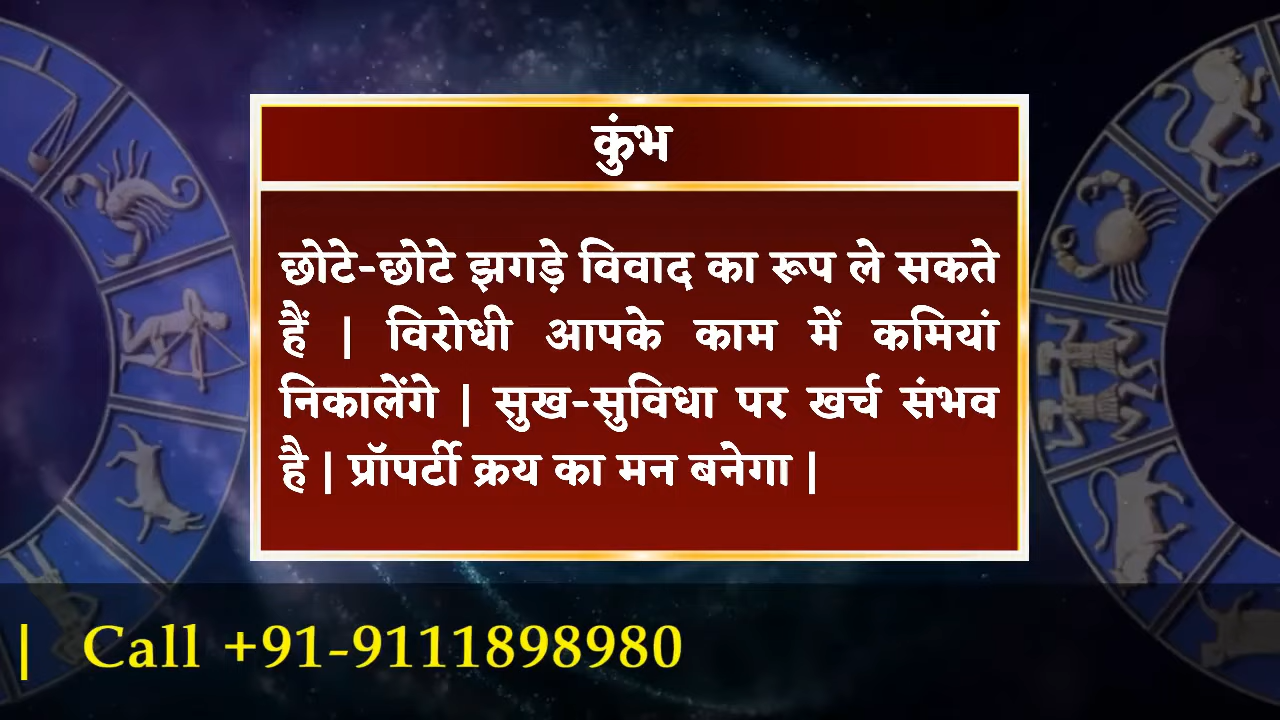 कुंभ
छोटे-छोटे झगड़े विवाद का रूप ले सकते
हैं | विरोधी आपके काम में कमियां
निकालेंगे | सुख-सुविधा पर खर्च संभव
है | प्रॉपर्टी क्रय का मन बनेगा |
| Call +91-9111898980